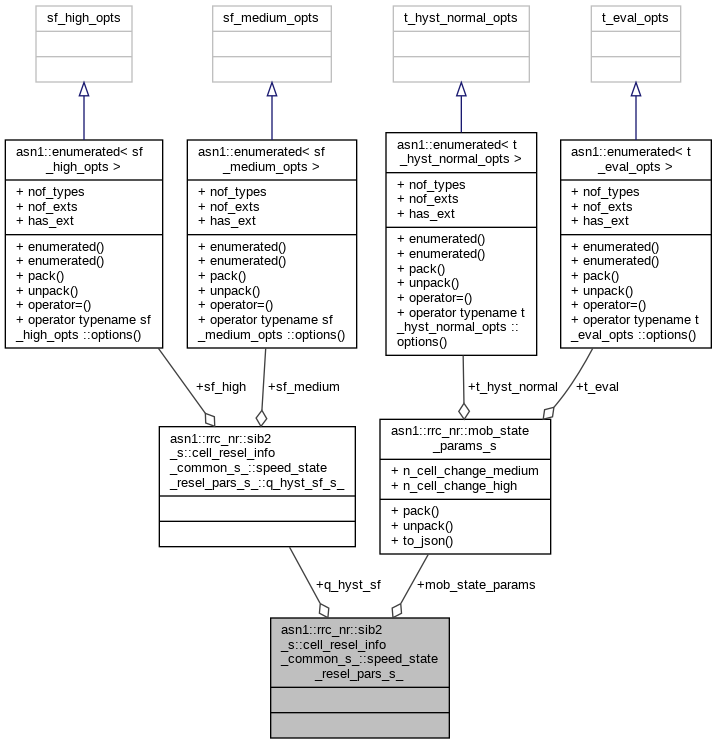 sf_high_opts
sf_medium_opts
t_hyst_normal_opts
t_eval_opts
asn1::enumerated< sf
_high_opts >
+ nof_types
+ nof_exts
+ has_ext
+ enumerated()
+ enumerated()
+ pack()
+ unpack()
+ operator=()
+ operator typename sf
_high_opts ::options()
asn1::enumerated< sf
_medium_opts >
+ nof_types
+ nof_exts
+ has_ext
+ enumerated()
+ enumerated()
+ pack()
+ unpack()
+ operator=()
+ operator typename sf
_medium_opts ::options()
asn1::enumerated< t
_hyst_normal_opts >
+ nof_types
+ nof_exts
+ has_ext
+ enumerated()
+ enumerated()
+ pack()
+ unpack()
+ operator=()
+ operator typename t
_hyst_normal_opts ::
options()
asn1::enumerated< t
_eval_opts >
+ nof_types
+ nof_exts
+ has_ext
+ enumerated()
+ enumerated()
+ pack()
+ unpack()
+ operator=()
+ operator typename t
_eval_opts ::options()
+sf_high
+sf_medium
+t_hyst_normal
+t_eval
asn1::rrc_nr::sib2
_s::cell_resel_info
_common_s_::speed_state
_resel_pars_s_::q_hyst_sf_s_
asn1::rrc_nr::mob_state
_params_s
+ n_cell_change_medium
+ n_cell_change_high
+ pack()
+ unpack()
+ to_json()
+q_hyst_sf
+mob_state_params
asn1::rrc_nr::sib2
_s::cell_resel_info
_common_s_::speed_state
_resel_pars_s_